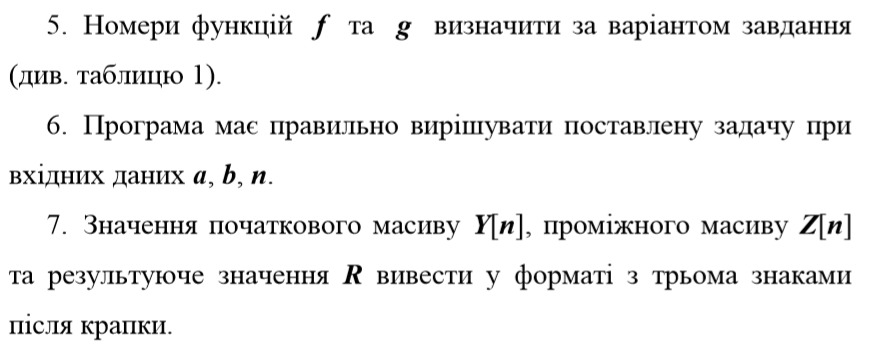 5. Номери функцій f та g визначити за варіантом завдання
(див. таблицю 1).
6. Програма має правильно вирішувати поставлену задачу при
вхідних даних a, b, n.
7. Значення початкового масиву Y[n], проміжного масиву Z[n]
та результуюче значення R вивести у форматі з трьома знаками
після крапки.